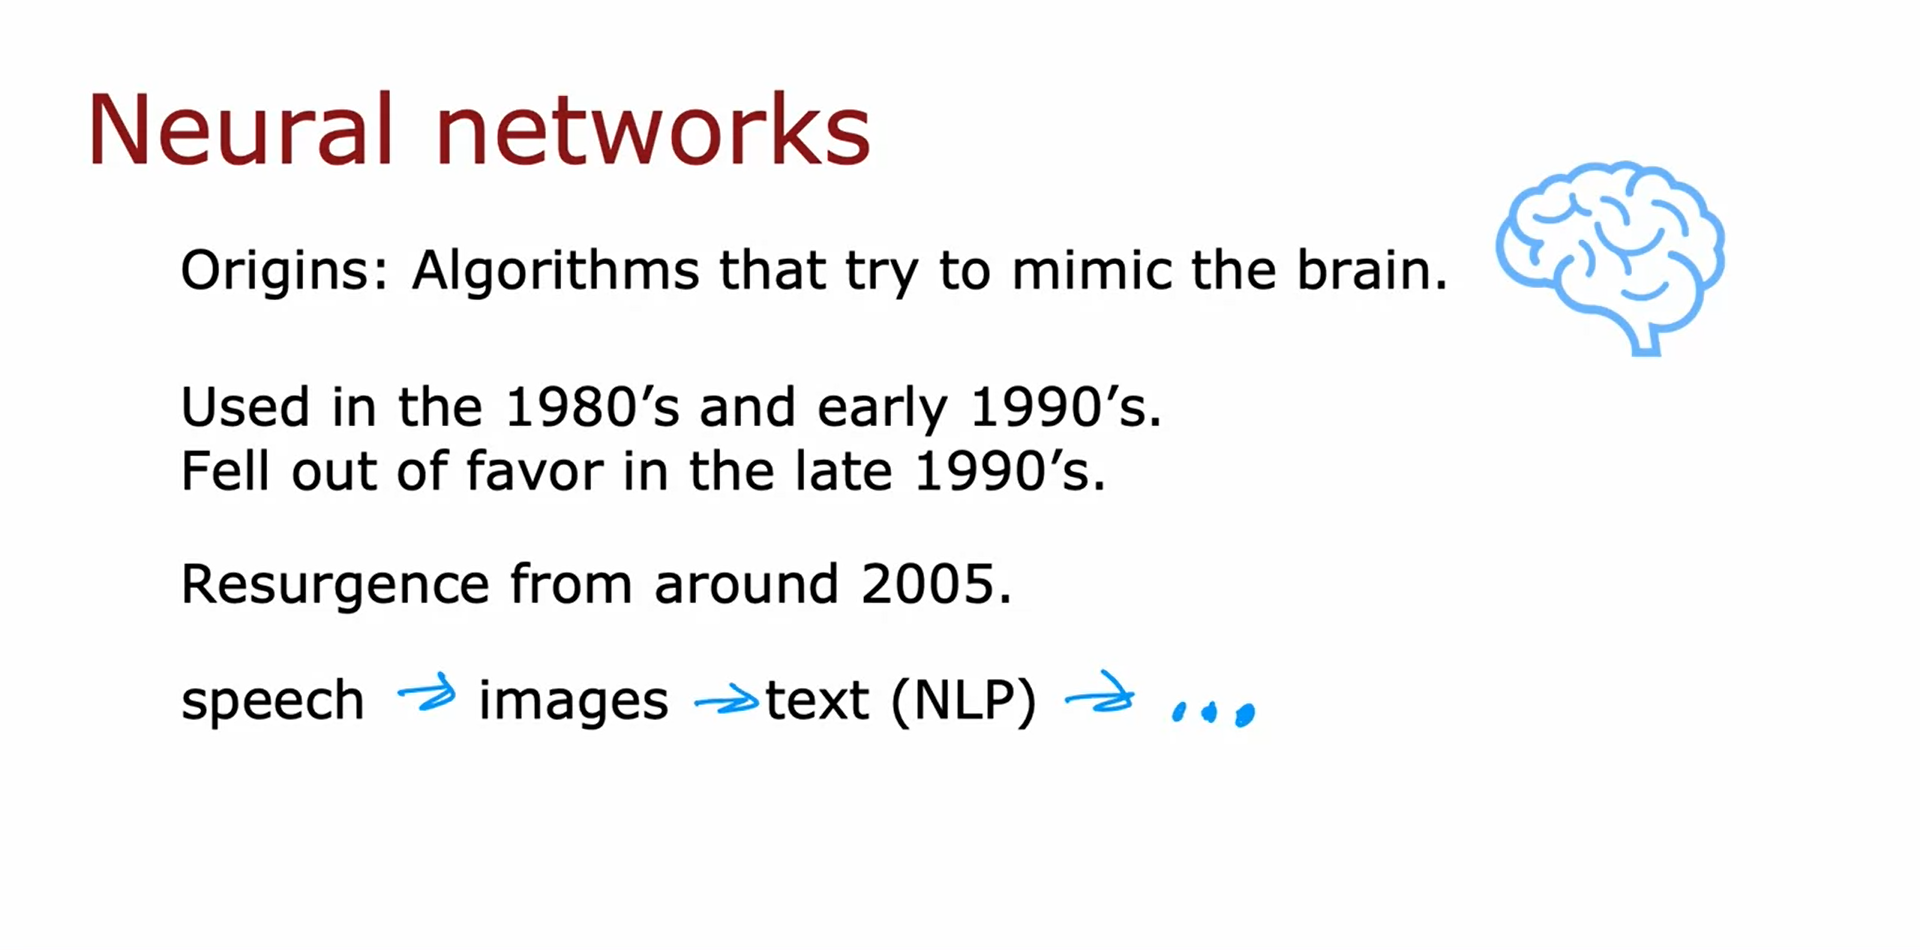 Neural networks
Origins: Algorithms that try to mimic the brain.
Used in the 1980’s and early 1990’s.
Fell out of favor in the late 1990’s.
Resurgence from around 2005.
speech → images → text (NLP) → ...